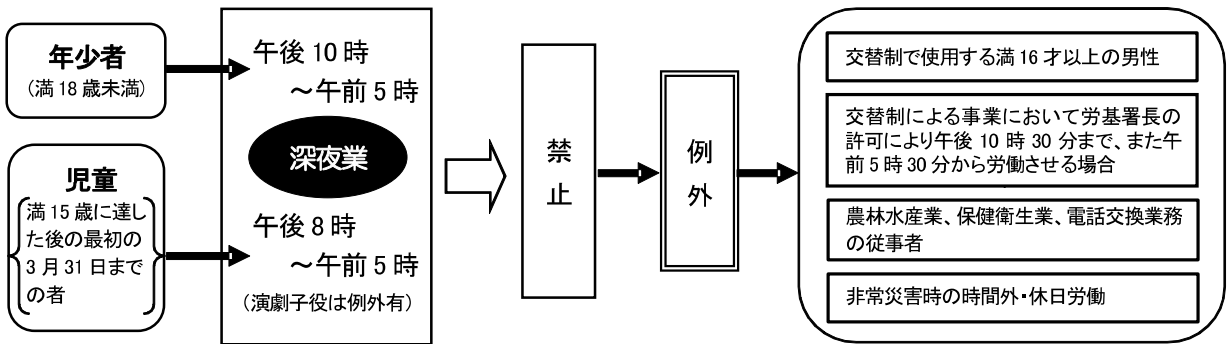 年少者
(満18歳未満)
児童
満15歳に達し
た後の最初の
3月31日まで
の者
午後10時
～午前5時
深夜業
午後8時
～午前5時
(演劇子役は例外有)
禁止
例外
交替制で使用する満16才以上の男性
交替制による事業において労基署長の
許可により午後10時30分まで、また午
前5時30分から労働させる場合
農林水産業、保健衛生業、電話交換業務
の従事者
非常災害時の時間外・休日労働